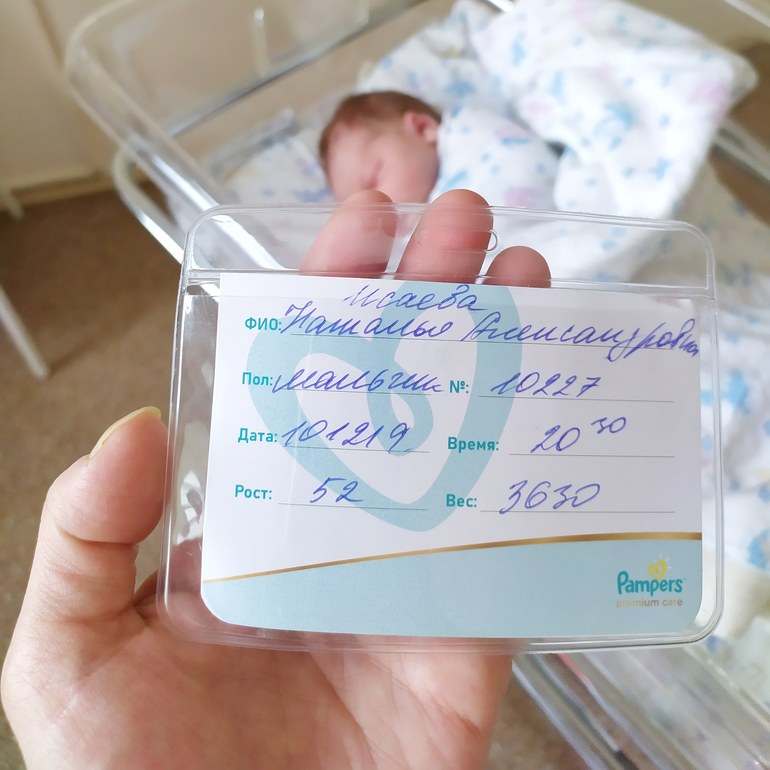 Исаева
ФИО: Наталья Александровна
Пол: мальчик №: 10227
Дата: 101219 Время: 20 30
Рост: 52 Вес: 3630
Pampers
premium care